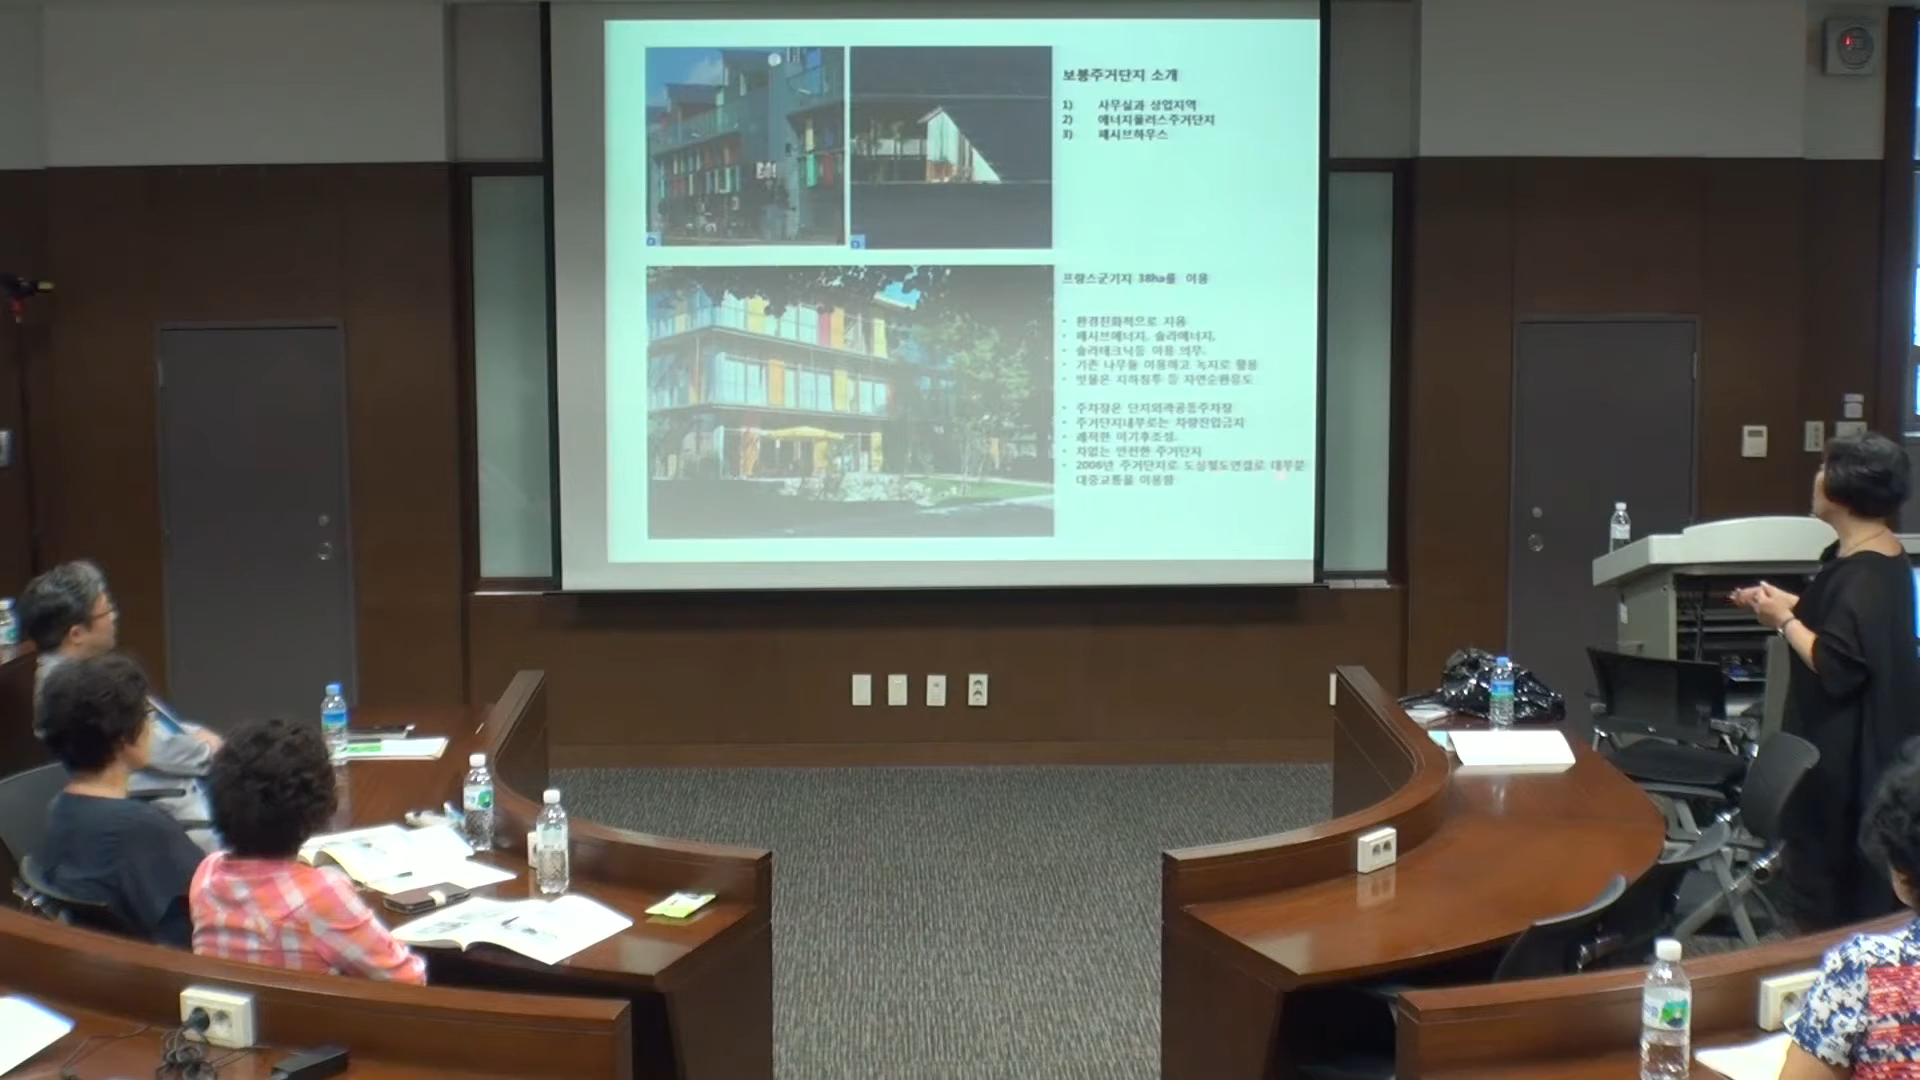 보봉주거단지 소개
1) 사무실과 상업지역
2) 에너지플러스주거단지
3) 패시브하우스
프랑스군기지 38ha를 이용
• 환경친화적으로 지음
• 패시브에너지, 솔라에너지,
• 솔라테크닉등 이용 의무.
• 기존 나무들 이용하고 녹지로 활용
• 빗물은 지하침투 등 자연순환용도
• 주차장은 단지외곽공동주차장
• 주거단지내부로는 차량진입금지
• 쾌적한 미기후조성.
• 차없는 안전한 주거단지
• 2006년 주거단지로 도심철도연결로 대부분
대중교통을 이용함